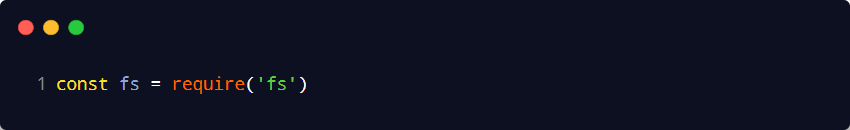 1 const fs = require('fs')